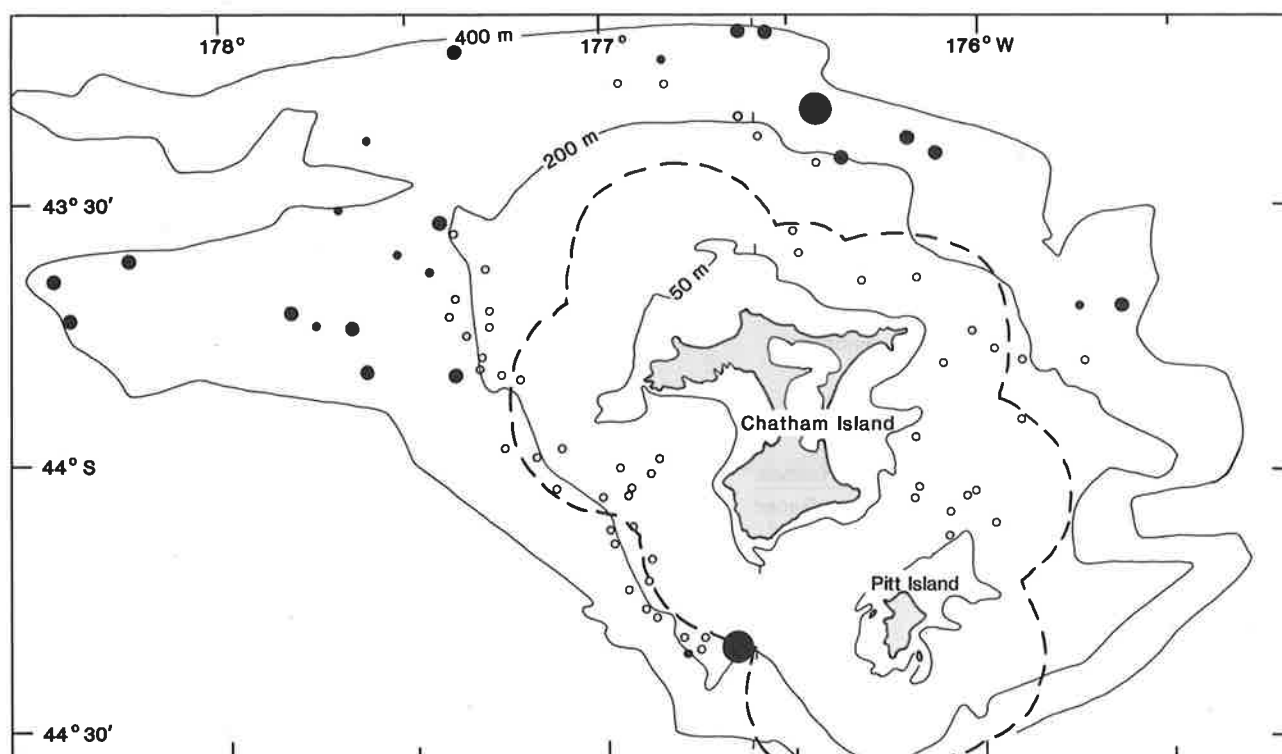 178°
400 m
177°
176° W
200 m
43° 30′
50 m
Chatham Island
44° S
Pitt Island
44° 30′